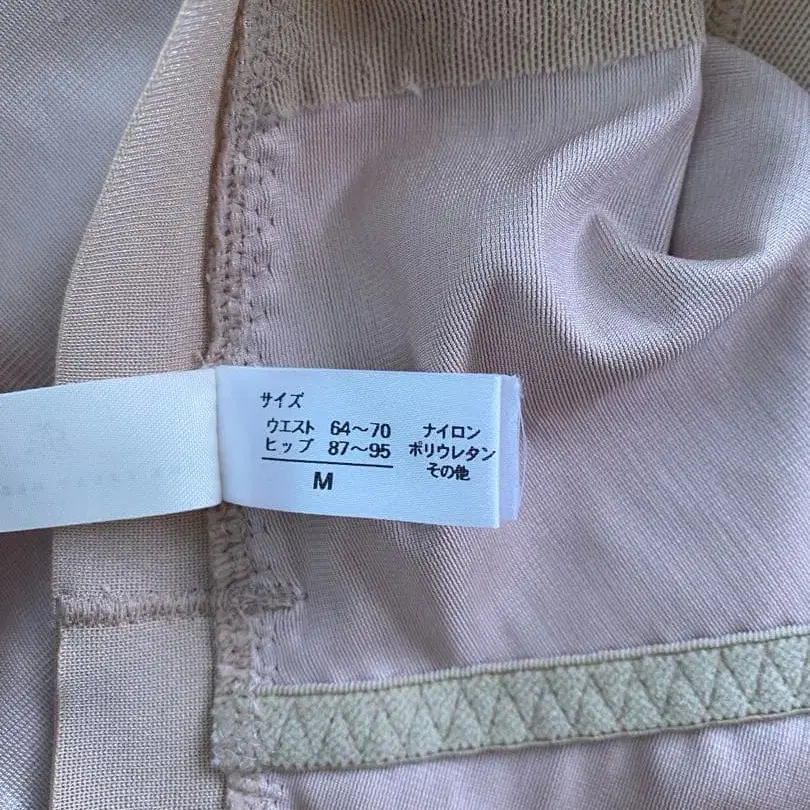 サイズ
ウエスト 64～70 ナイロン
ヒップ 87～95 ポリウレタン
M その他